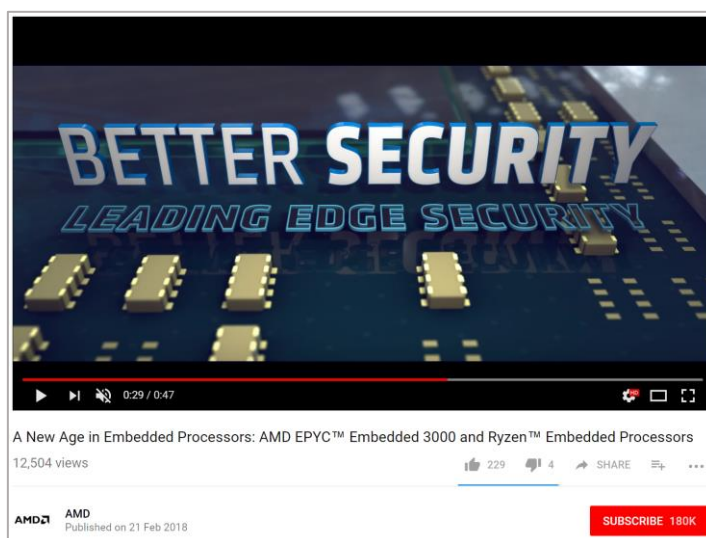 BETTER SECURITY
LEADING EDGE SECURITY
0:29 / 0:47
HD
A New Age in Embedded Processors: AMD EPYC™ Embedded 3000 and Ryzen™ Embedded Processors
12,504 views
229 4 SHARE
AMD AMD
Published on 21 Feb 2018
SUBSCRIBE 180K